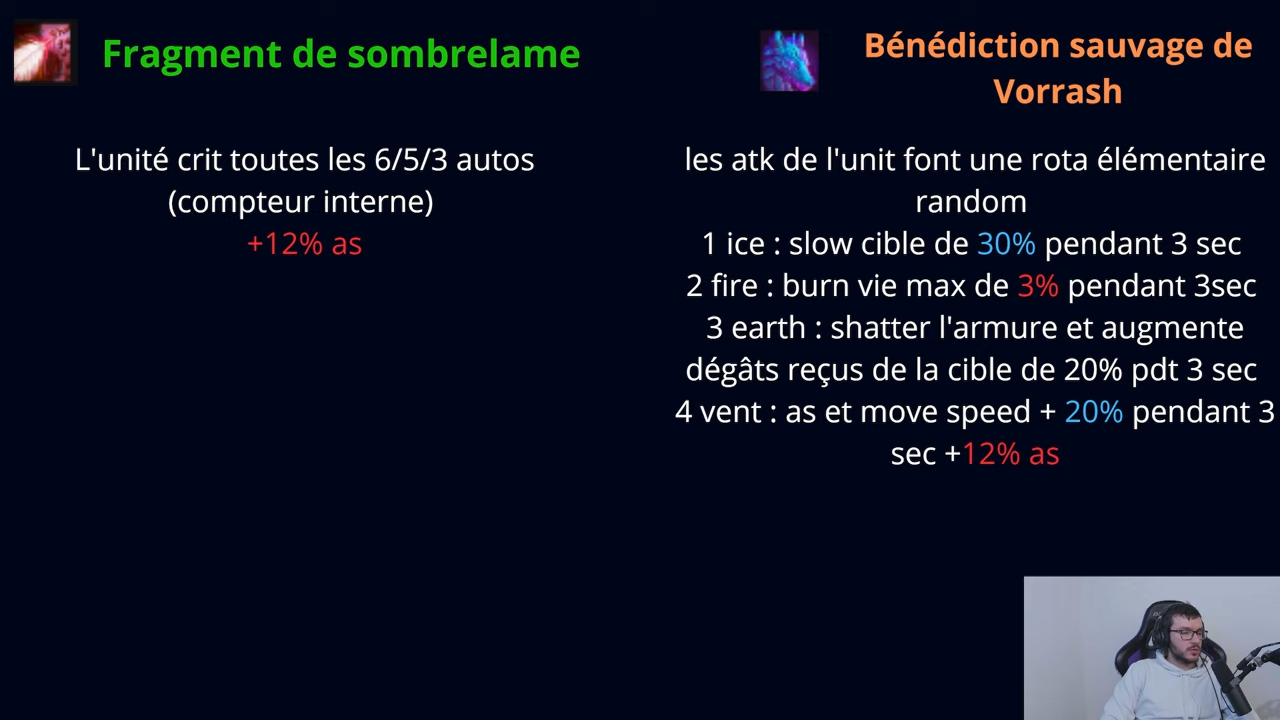 Fragment de sombrelame
L'unité crit toutes les 6/5/3 autos
(compteur interne)
+12% as
Bénédiction sauvage de
Vorrash
les atk de l'unit font une rota élémentaire
random
1 ice : slow cible de 30% pendant 3 sec
2 fire : burn vie max de 3% pendant 3sec
3 earth : shatter l'armure et augmente
dégâts reçus de la cible de 20% pdt 3 sec
4 vent : as et move speed + 20% pendant 3
sec +12% as